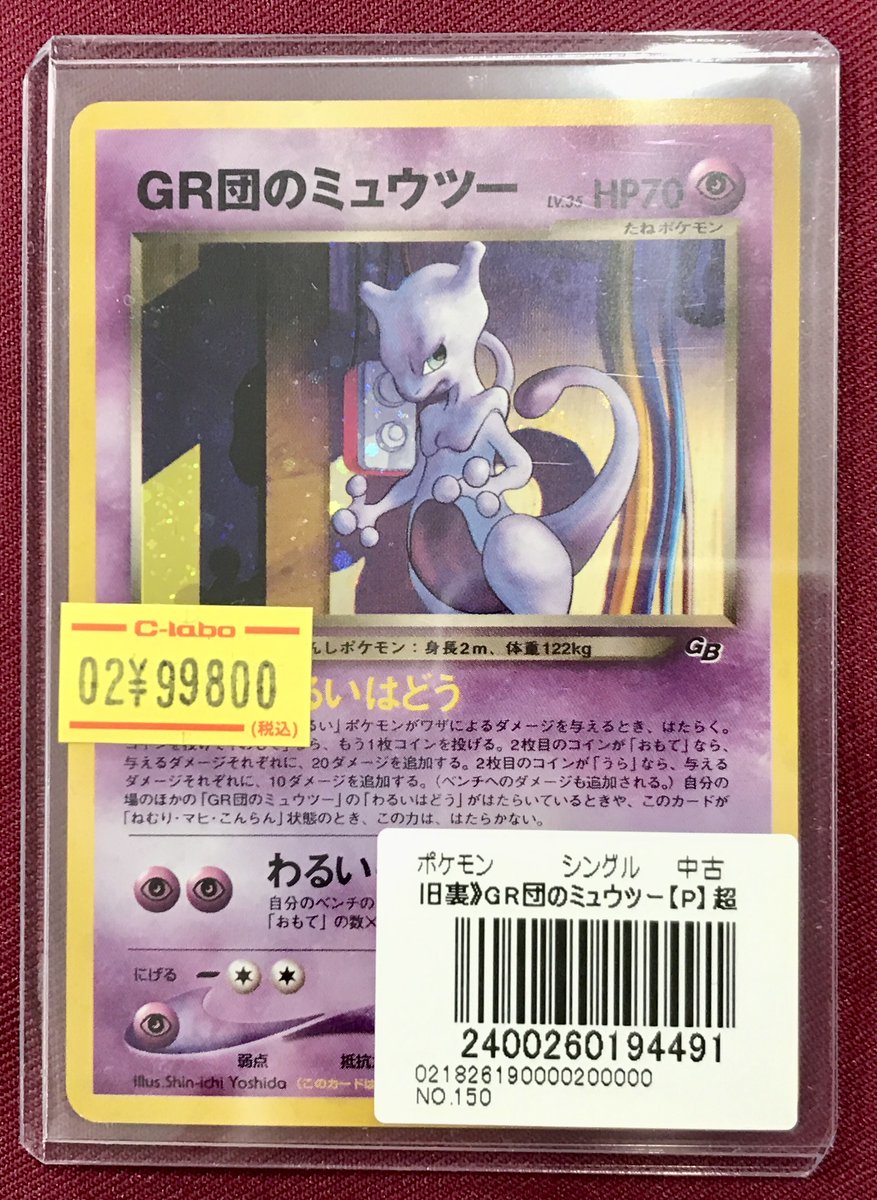 GR団のミュウツー LV.35 HP70
たねポケモン
んしポケモン：身長2m、体重122kg
GB
C-labo
02¥99800
(税込)
るいはどう
るい」ポケモンがワザによるダメージを与えるとき、はたらく。
なら、もう1枚コインを投げる。2枚目のコインが「おもて」なら、
与えるダメージそれぞれに、20ダメージを追加する。2枚目のコインが「うら」なら、与える
ダメージそれぞれに、10ダメージを追加する。（ベンチへのダメージも追加される。）自分の
場のほかの「GR団のミュウツー」の「わるいはどう」がはたらいているときや、このカードが
「ねむり・マヒ・こんらん」状態のとき、この力は、はたらかない。
わるい
自分のベンチの
「おもて」の数×
にげる
弱点 抵抗
Illus.Shin-ichi Yoshida （このカードは
ポケモン シングル 中古
旧裏》GR団のミュウツー【P】超
2400260194491
021826190000200000
NO.150